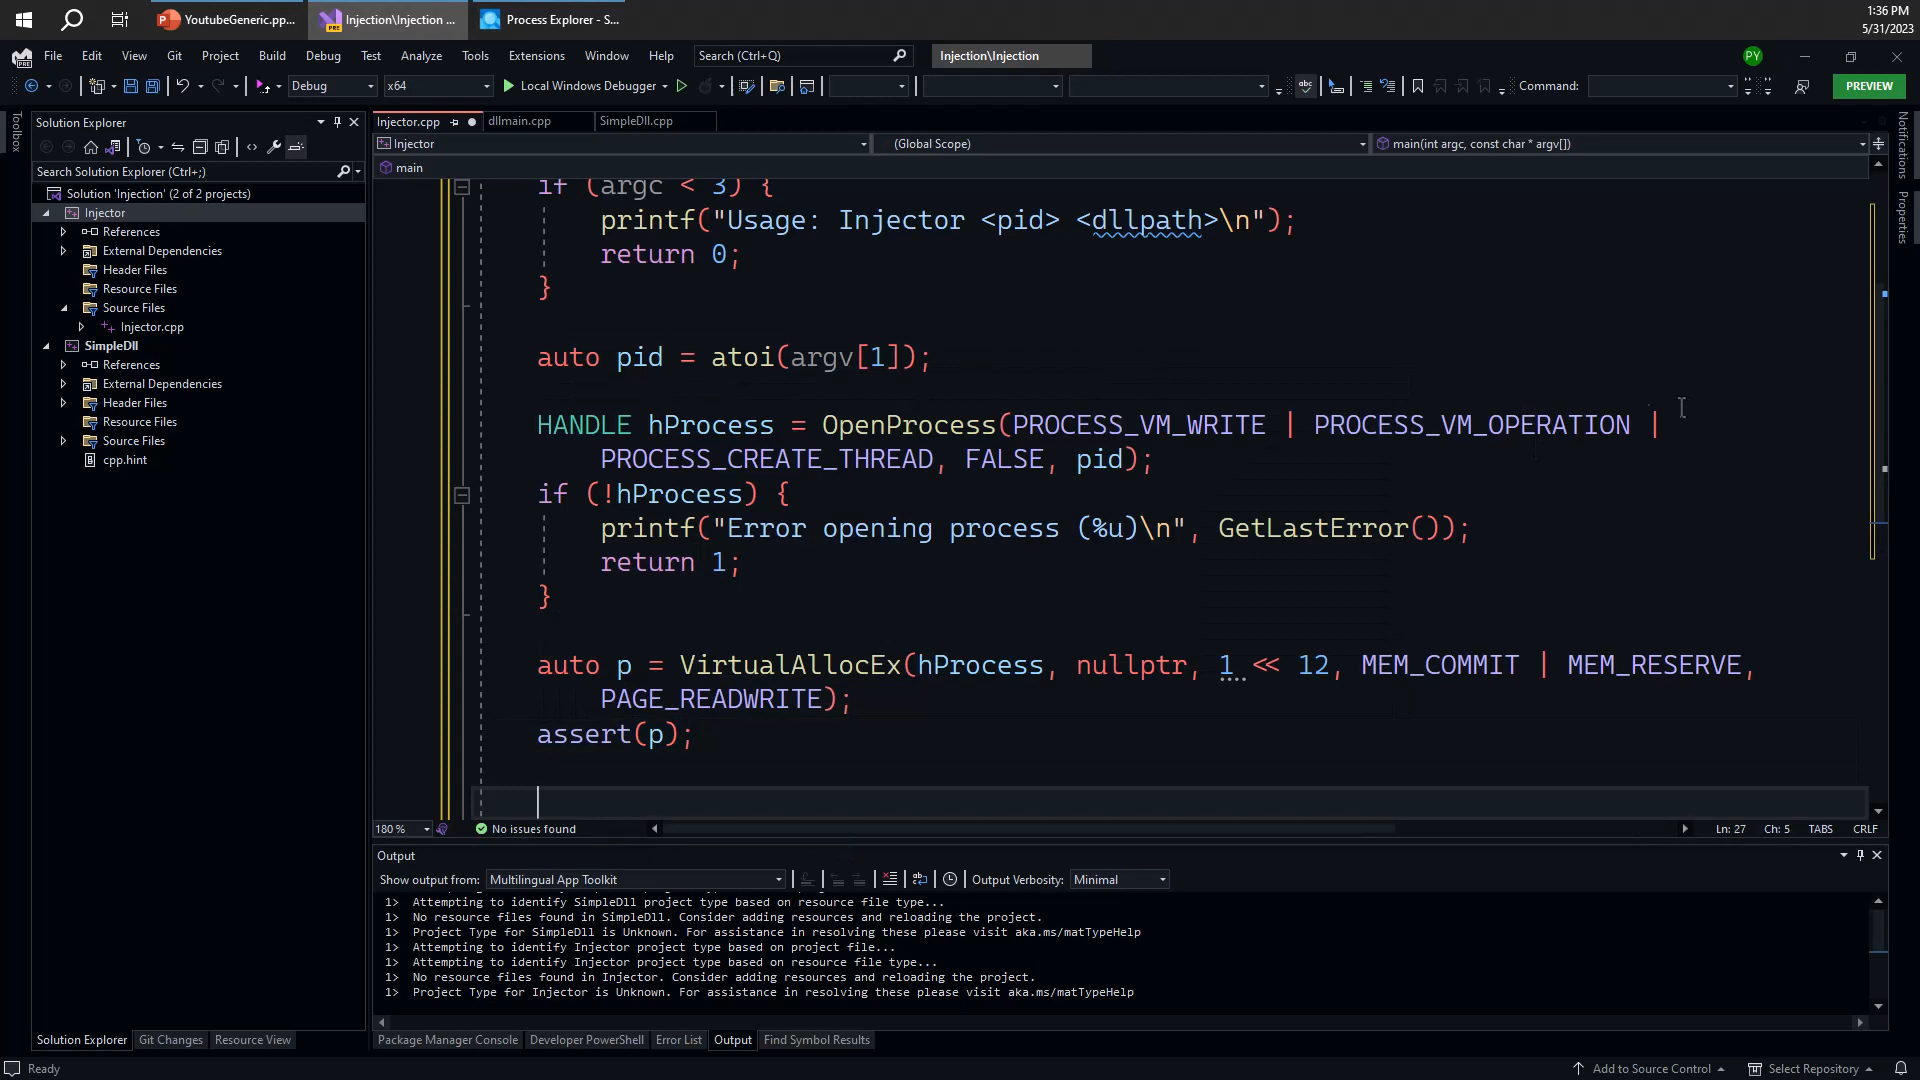 YoutubeGeneric.pp...
Injection\Injection ...
Process Explorer - S...
1:36 PM
5/31/2023
File Edit View Git Project Build Debug Test Analyze Tools Extensions Window Help Search (Ctrl+Q) Injection\Injection PY
Debug x64 Local Windows Debugger Command: PREVIEW
Toolbox
Solution Explorer
Search Solution Explorer (Ctrl+;)
Solution 'Injection' (2 of 2 projects)
Injector
References
External Dependencies
Header Files
Resource Files
Source Files
Injector.cpp
SimpleDll
References
External Dependencies
Header Files
Resource Files
Source Files
cpp.hint
Injector.cpp dllmain.cpp SimpleDll.cpp
Injector (Global Scope) main(int argc, const char * argv[])
main
if (argc < 3) {
printf("Usage: Injector <pid> <dllpath>\n");
return 0;
}
auto pid = atoi(argv[1]);
HANDLE hProcess = OpenProcess(PROCESS_VM_WRITE | PROCESS_VM_OPERATION |
PROCESS_CREATE_THREAD, FALSE, pid);
if (!hProcess) {
printf("Error opening process (%u)\n", GetLastError());
return 1;
}
auto p = VirtualAllocEx(hProcess, nullptr, 1 << 12, MEM_COMMIT | MEM_RESERVE,
PAGE_READWRITE);
assert(p);
180 % No issues found Ln: 27 Ch: 5 TABS CRLF
Notifications
Properties
Output
Show output from: Multilingual App Toolkit Output Verbosity: Minimal
1> Attempting to identify SimpleDll project type based on resource file type...
1> No resource files found in SimpleDll. Consider adding resources and reloading the project.
1> Project Type for SimpleDll is Unknown. For assistance in resolving these please visit aka.ms/matTypeHelp
1> Attempting to identify Injector project type based on project file...
1> Attempting to identify Injector project type based on resource file type...
1> No resource files found in Injector. Consider adding resources and reloading the project.
1> Project Type for Injector is Unknown. For assistance in resolving these please visit aka.ms/matTypeHelp
Solution Explorer Git Changes Resource View
Package Manager Console Developer PowerShell Error List Output Find Symbol Results
Ready
Add to Source Control Select Repository